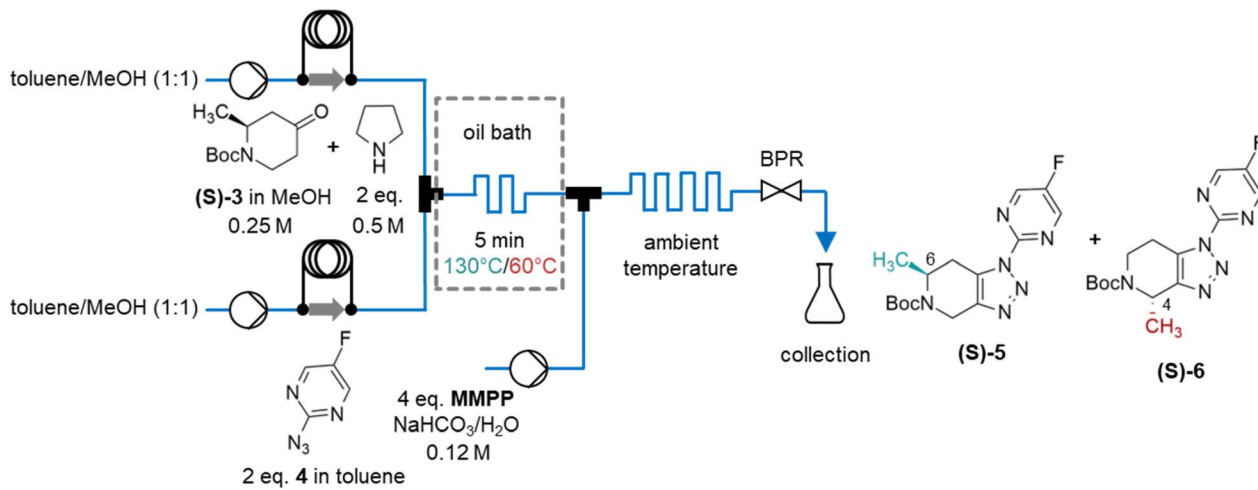 toluene/MeOH (1:1)
H₃C
O
N
Boc
+
N
H
(S)-3 in MeOH
0.25 M
2 eq.
0.5 M
oil bath
5 min
130°C/60°C
ambient
temperature
BPR
collection
toluene/MeOH (1:1)
F
N
N
N₃
2 eq. 4 in toluene
4 eq. MMPP
NaHCO₃/H₂O
0.12 M
F
N
N
H₃C
6
N
N
N
BocN
(S)-5
+
F
N
N
N
N
N
BocN
4
CH₃
(S)-6